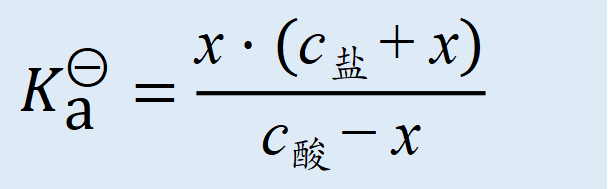 K_a^⊖ = x · (c盐 + x) / (c酸 − x)